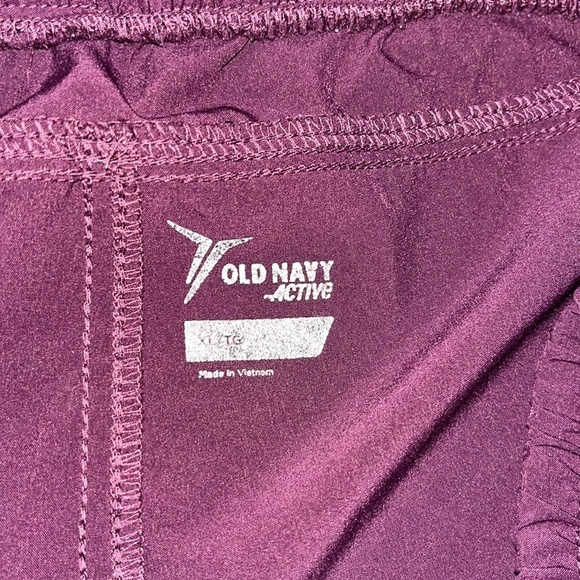 OLD NAVY
ACTIVE
XL/TG
Made in Vietnam